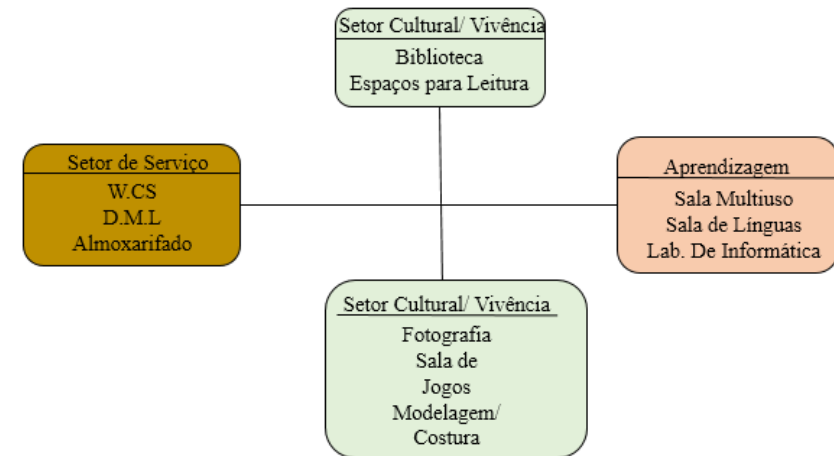 Setor Cultural/ Vivência
Biblioteca
Espaços para Leitura
Setor de Serviço
W.CS
D.M.L
Almoxarifado
Aprendizagem
Sala Multiuso
Sala de Línguas
Lab. De Informática
Setor Cultural/ Vivência
Fotografia
Sala de
Jogos
Modelagem/
Costura